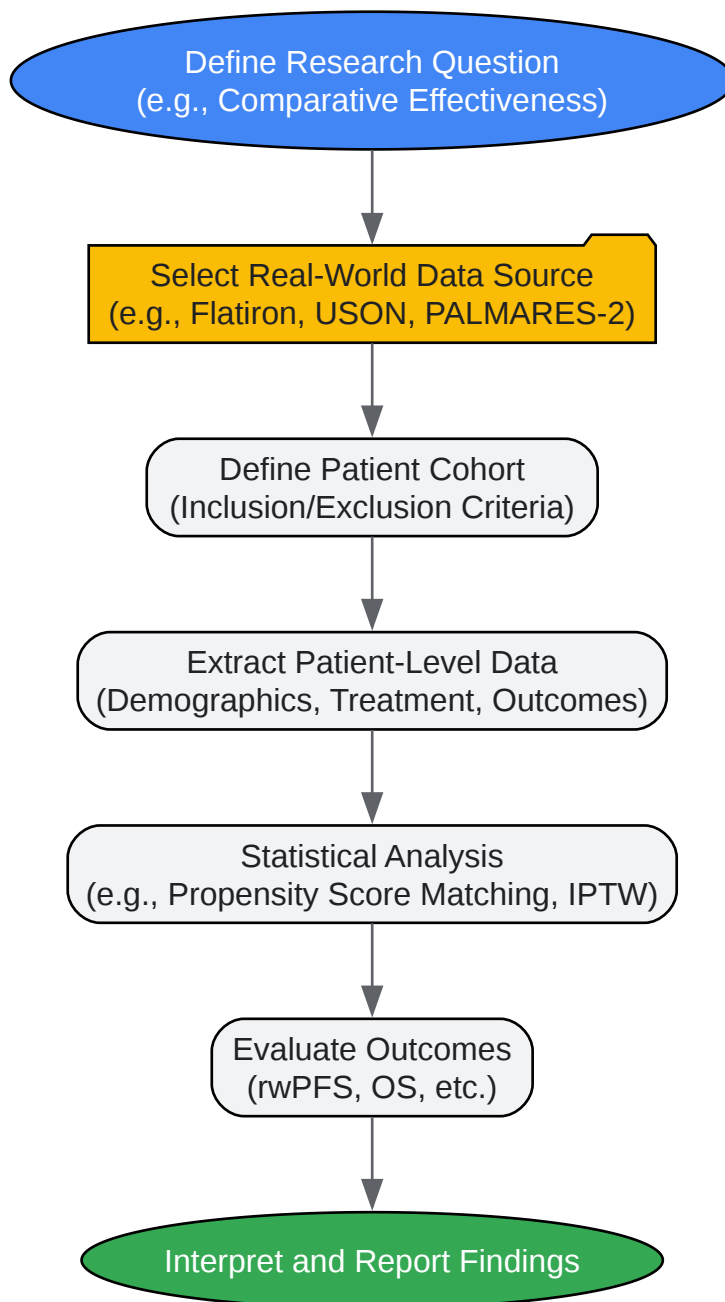 Define Research Question
(e.g., Comparative Effectiveness)
Select Real-World Data Source
(e.g., Flatiron, USON, PALMARES-2)
Define Patient Cohort
(Inclusion/Exclusion Criteria)
Extract Patient-Level Data
(Demographics, Treatment, Outcomes)
Statistical Analysis
(e.g., Propensity Score Matching, IPTW)
Evaluate Outcomes
(rwPFS, OS, etc.)
Interpret and Report Findings